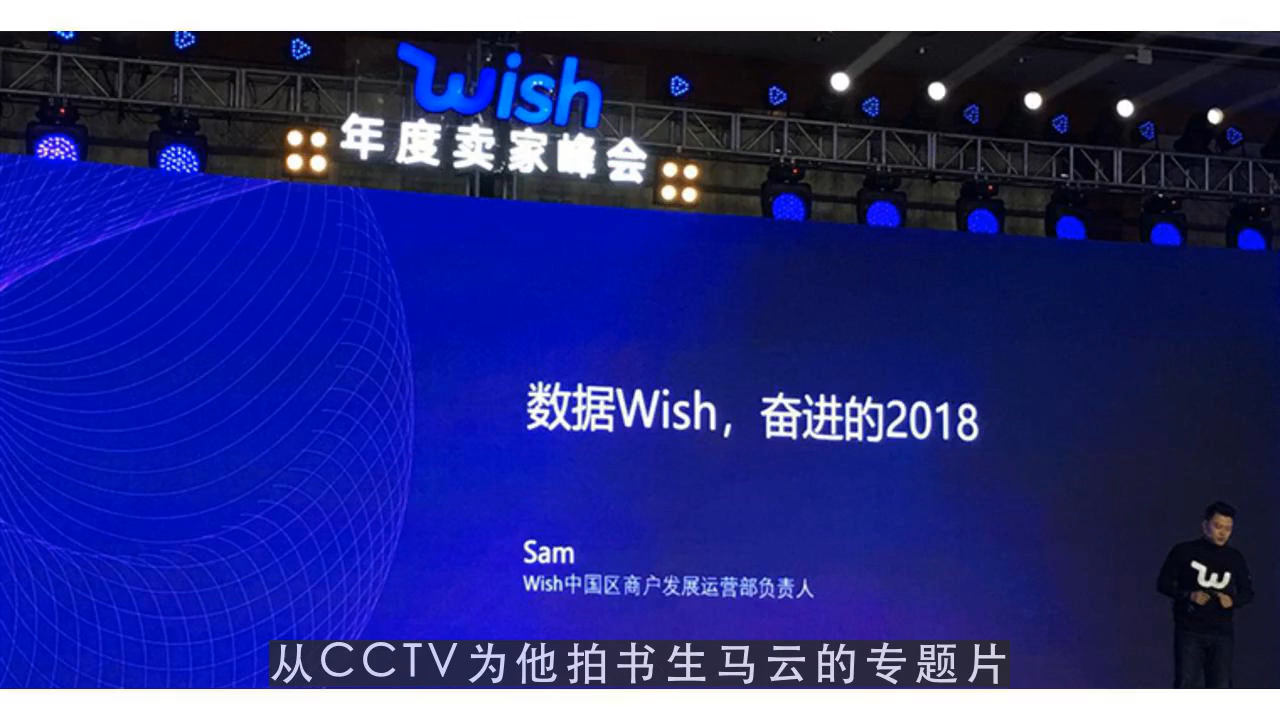 wish
年度卖家峰会
数据Wish，奋进的2018
Sam
Wish中国区商户发展运营部负责人
从CCTV为他拍书生马云的专题片